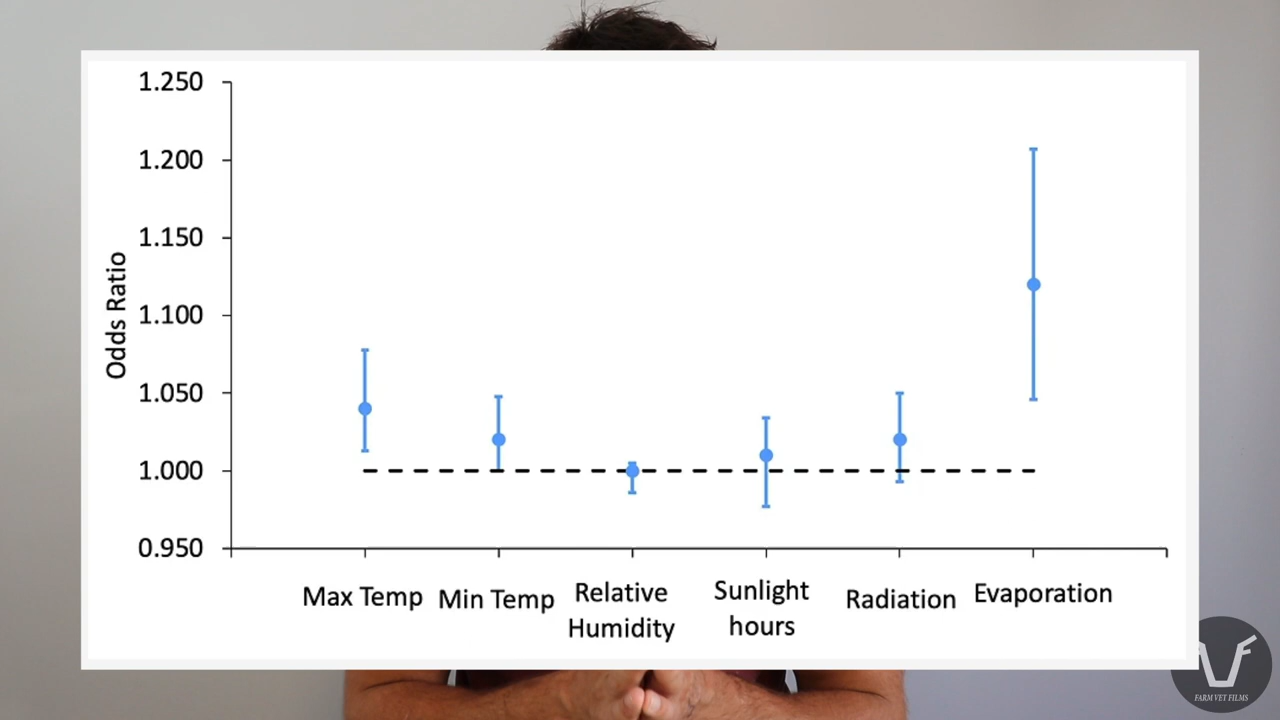 1.250
1.200
1.150
1.100
1.050
1.000
0.950
Odds Ratio
Max Temp
Min Temp
Relative
Humidity
Sunlight
hours
Radiation
Evaporation
VF
FARM VET FILMS